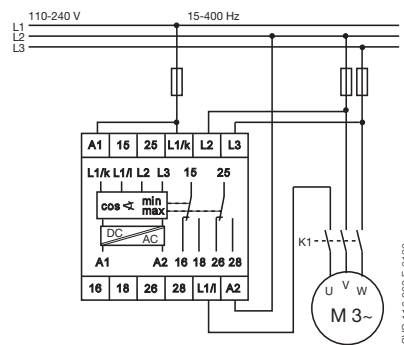 110-240 V 15-400 Hz
L1
L2
L3
A1 15 25 L1/k L2 L3
L1/k L1/l L2 L3 15 25
cos ∢ min
max
DC
AC
A1 A2 16 18 26 28
16 18 26 28 L1/l A2
K1
U V W
M 3~